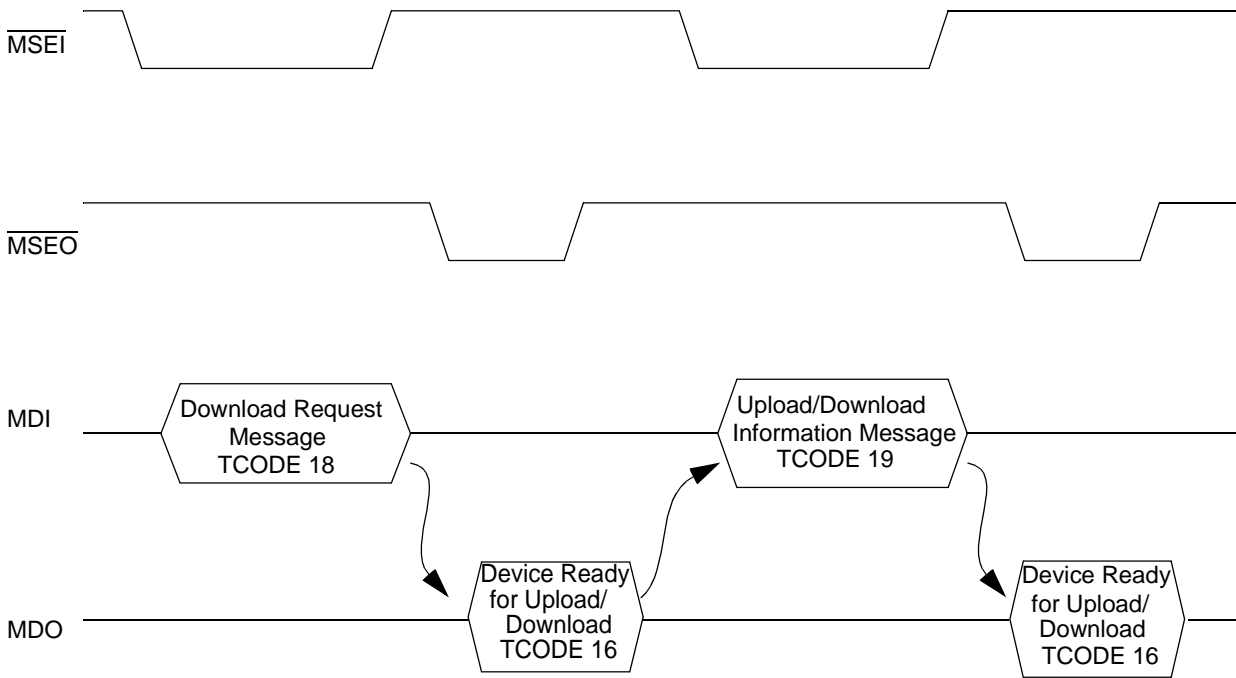 MSEI
MSEO
MDI
Download Request
Message
TCODE 18
Upload/Download
Information Message
TCODE 19
MDO
Device Ready
for Upload/
Download
TCODE 16
Device Ready
for Upload/
Download
TCODE 16